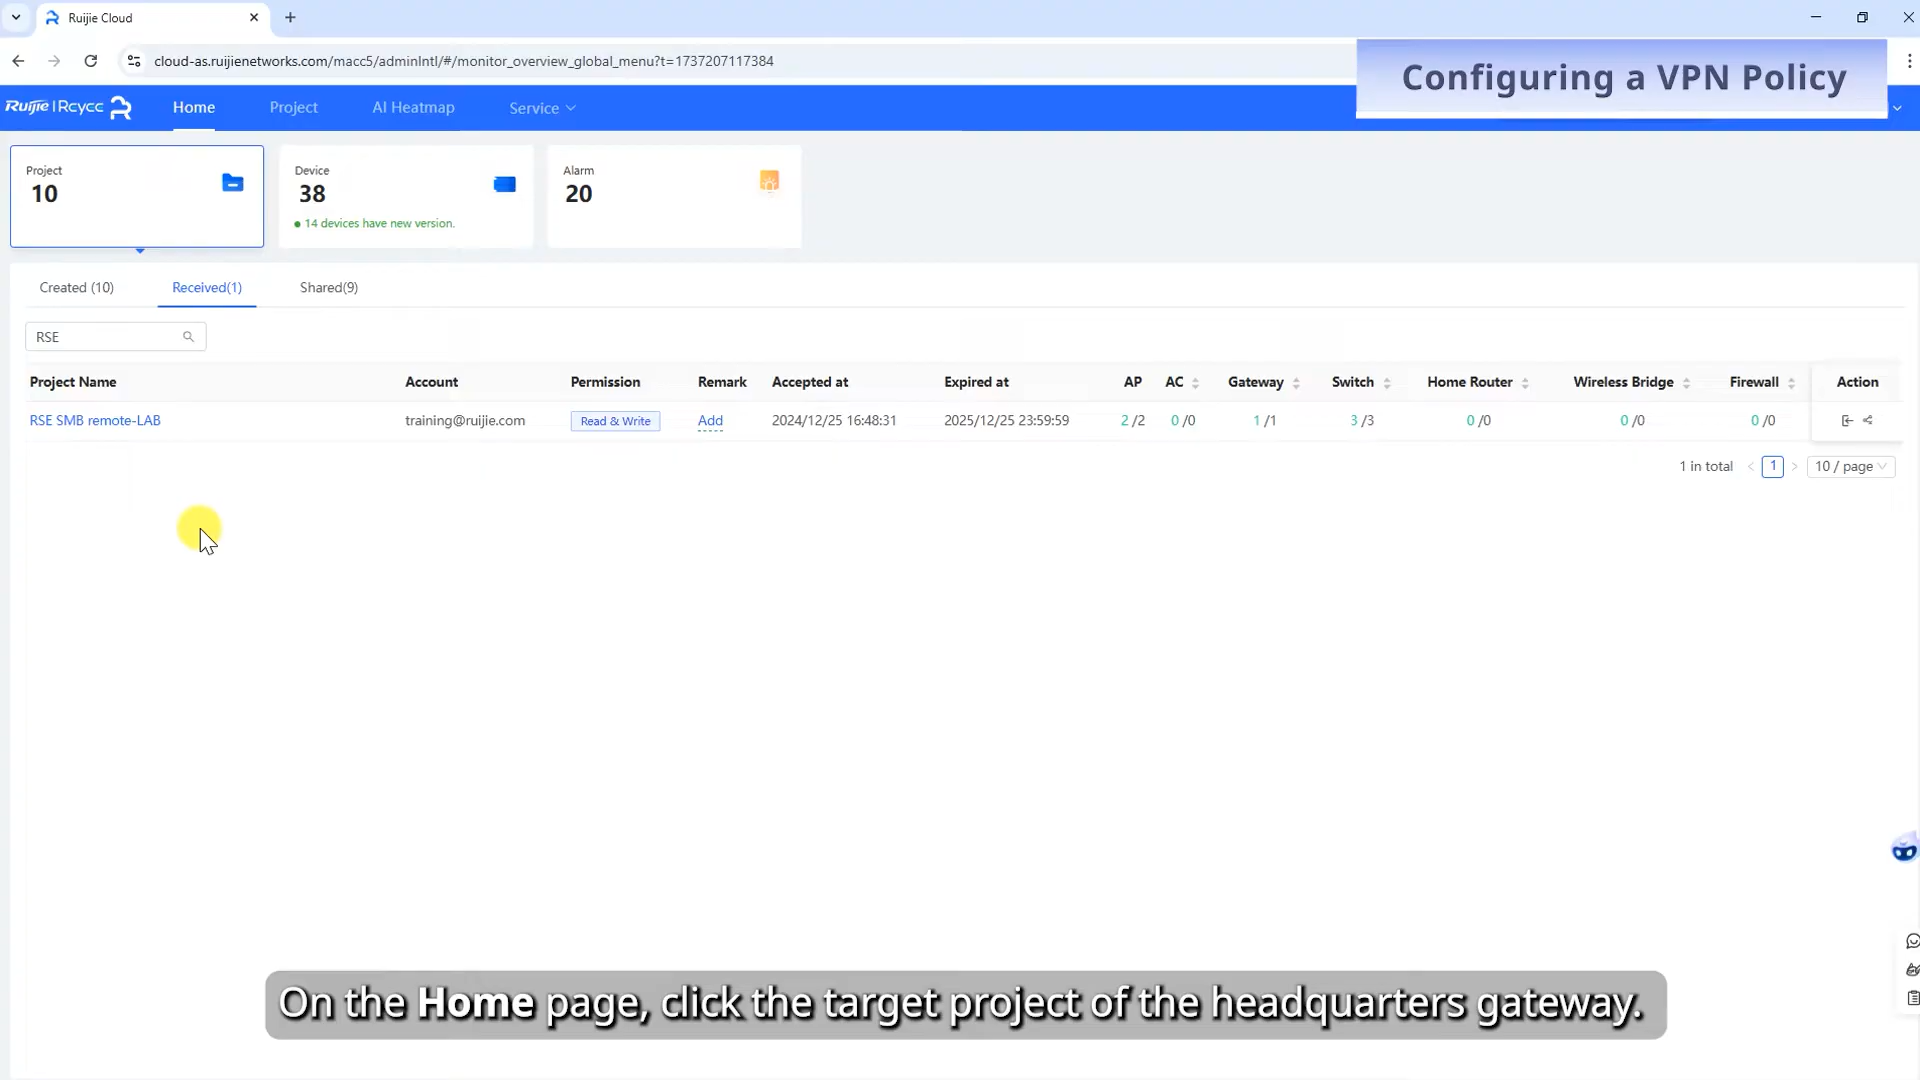 Ruijie Cloud
cloud-as.ruijienetworks.com/macc5/adminIntl/#/monitor_overview_global_menu?t=1737207117384
Configuring a VPN Policy
Ruijie | Rcycc
Home
Project
AI Heatmap
Service
Project
10
Device
38
14 devices have new version.
Alarm
20
Created (10)
Received(1)
Shared(9)
RSE
Project Name Account Permission Remark Accepted at Expired at AP AC Gateway Switch Home Router Wireless Bridge Firewall Action
RSE SMB remote-LAB training@ruijie.com Read & Write Add 2024/12/25 16:48:31 2025/12/25 23:59:59 2 /2 0 /0 1 /1 3 /3 0 /0 0 /0 0 /0
1 in total < 1 > 10 / page
On the Home page, click the target project of the headquarters gateway.